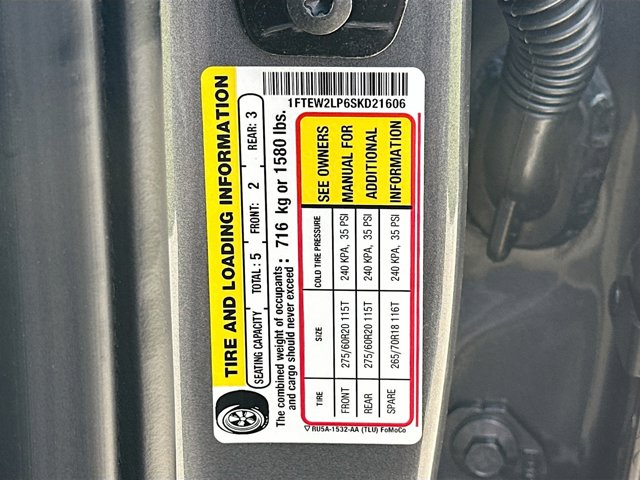 1FTEW2LP6SKD21606
TIRE AND LOADING INFORMATION
SEATING CAPACITY TOTAL : 5 FRONT: 2 REAR: 3
The combined weight of occupants : 716 kg or 1580 lbs.
and cargo should never exceed
TIRE SIZE COLD TIRE PRESSURE SEE OWNERS
FRONT 275/60R20 115T 240 KPA, 35 PSI MANUAL FOR
REAR 275/60R20 115T 240 KPA, 35 PSI ADDITIONAL
SPARE 265/70R18 116T 240 KPA, 35 PSI INFORMATION
RU5A-1532-AA (TLU) FoMoCo